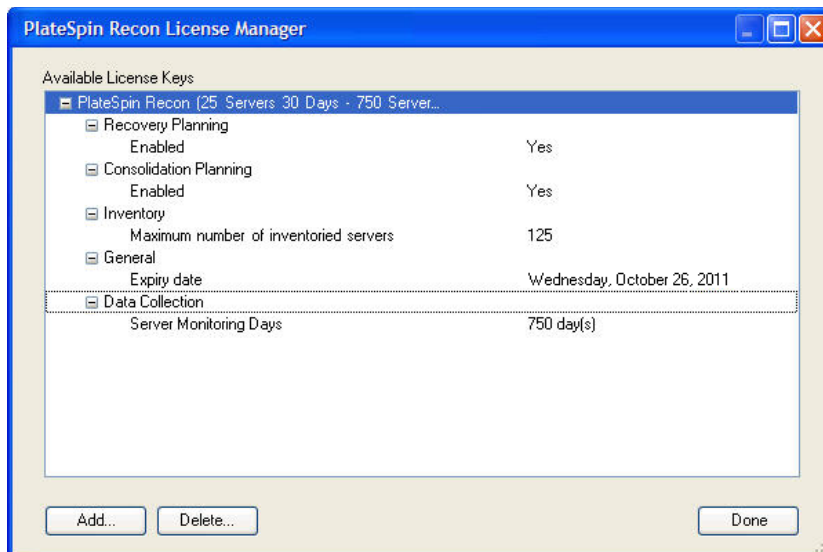 PlateSpin Recon License Manager
Available License Keys
PlateSpin Recon (25 Servers 30 Days - 750 Server...
Recovery Planning
Enabled Yes
Consolidation Planning
Enabled Yes
Inventory
Maximum number of inventoried servers 125
General
Expiry date Wednesday, October 26, 2011
Data Collection
Server Monitoring Days 750 day(s)
Add... Delete... Done